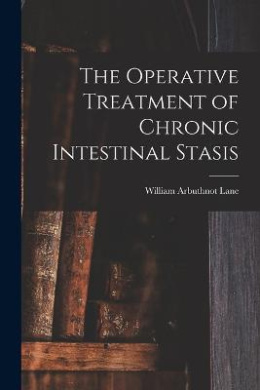 The Operative
Treatment of
Chronic
Intestinal Stasis
William Arbuthnot Lane